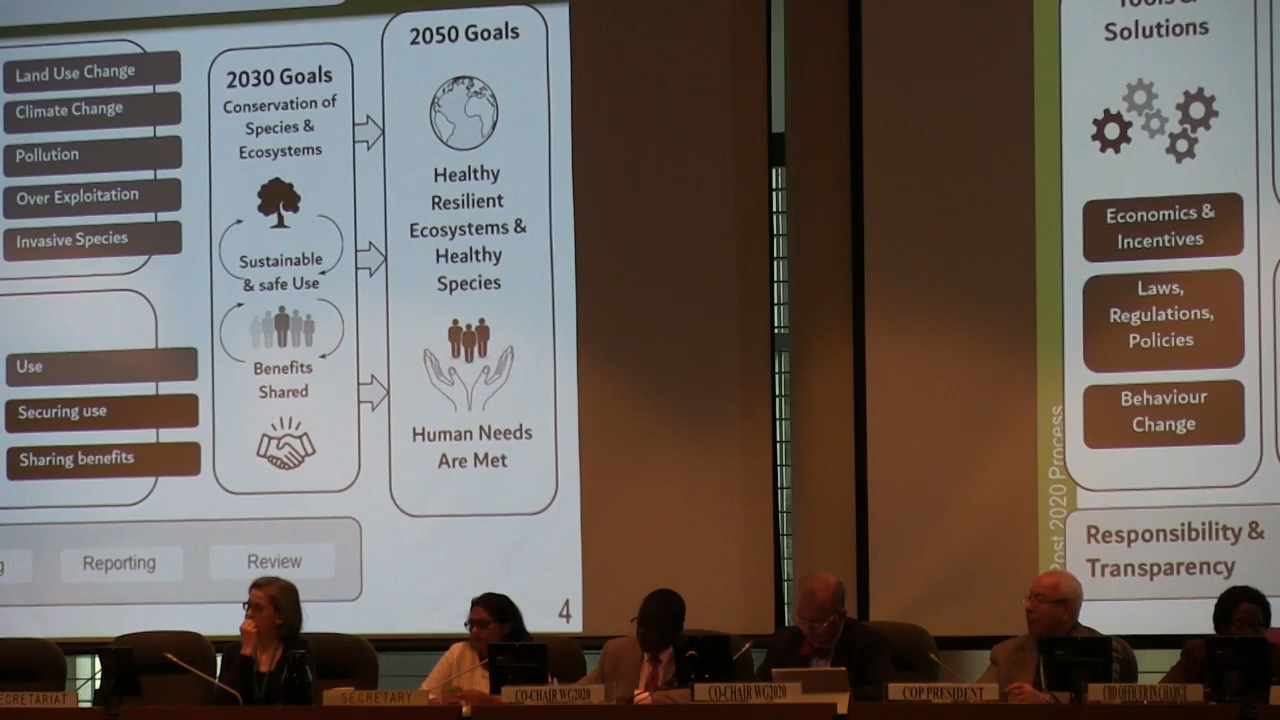 Land Use Change
Climate Change
Pollution
Over Exploitation
Invasive Species
Use
Securing use
Sharing benefits
2030 Goals
Conservation of
Species &
Ecosystems
Sustainable
& safe Use
Benefits
Shared
2050 Goals
Healthy
Resilient
Ecosystems &
Healthy
Species
Human Needs
Are Met
Reporting
Review
4
Solutions
Economics &
Incentives
Laws,
Regulations,
Policies
Behaviour
Change
Post 2020 Process
Responsibility &
Transparency
SECRETARIAT
SECRETARY
CO-CHAIR WG2020
CO-CHAIR WG2020
COP PRESIDENT
CBD OFFICER IN CHARGE